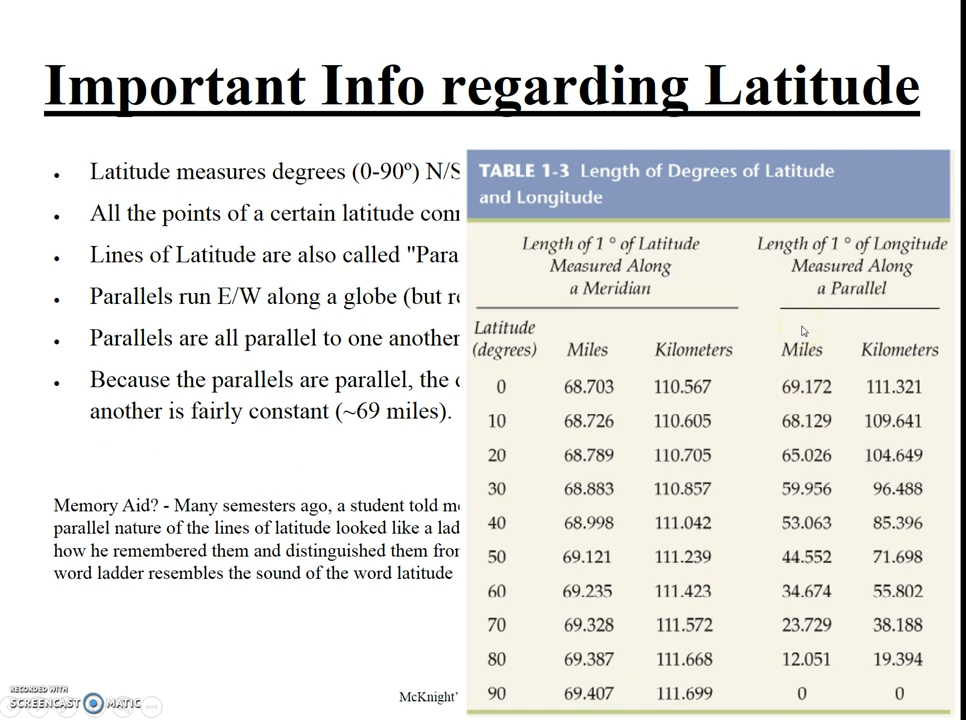 Important Info regarding Latitude
• Latitude measures degrees (0-90º) N/S
• All the points of a certain latitude
• Lines of Latitude are also called "Para
• Parallels run E/W along a globe (but
• Parallels are all parallel to one another
• Because the parallels are parallel, the
another is fairly constant (~69 miles).
Memory Aid? - Many semesters ago, a student told
parallel nature of the lines of latitude looked like a lad
how he remembered them and distinguished them
word ladder resembles the sound of the word latitude
McKnight'
TABLE 1-3 Length of Degrees of Latitude
and Longitude
Length of 1 ° of Latitude
Measured Along
a Meridian
Length of 1 ° of Longitude
Measured Along
a Parallel
Latitude
(degrees) Miles Kilometers Miles Kilometers
0 68.703 110.567 69.172 111.321
10 68.726 110.605 68.129 109.641
20 68.789 110.705 65.026 104.649
30 68.883 110.857 59.956 96.488
40 68.998 111.042 53.063 85.396
50 69.121 111.239 44.552 71.698
60 69.235 111.423 34.674 55.802
70 69.328 111.572 23.729 38.188
80 69.387 111.668 12.051 19.394
90 69.407 111.699 0 0
RECORDED WITH
SCREENCAST MATIC